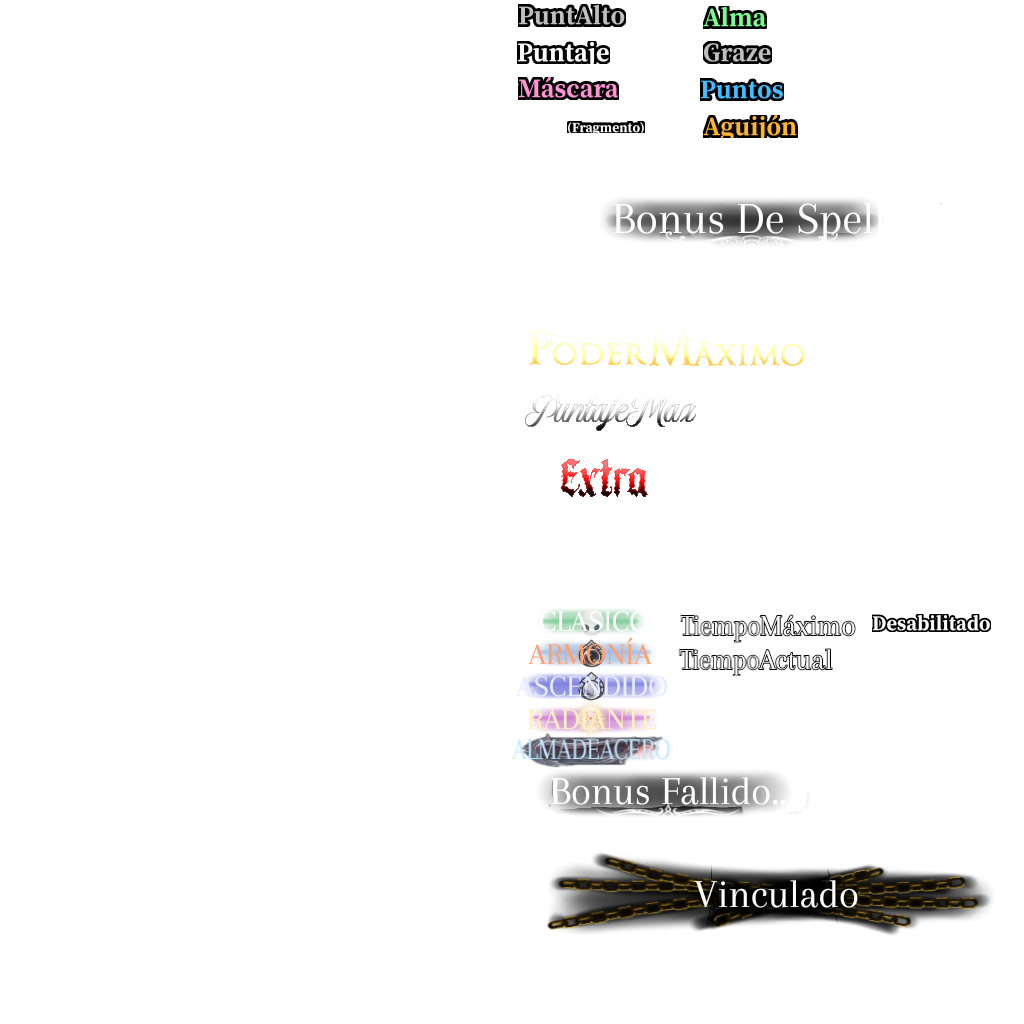 PuntAlto
Alma
Puntaje
Graze
Máscara
Puntos
(Fragmento)
Aguijón
Bonus De Spel
PoderMáximo
PuntajeMax
Extra
CLASICO
TiempoMáximo
Desabilitado
ARMONÍA
TiempoActual
ASCENDIDO
RADIANTE
ALMADEACERO
Bonus Fallido...
Vinculado